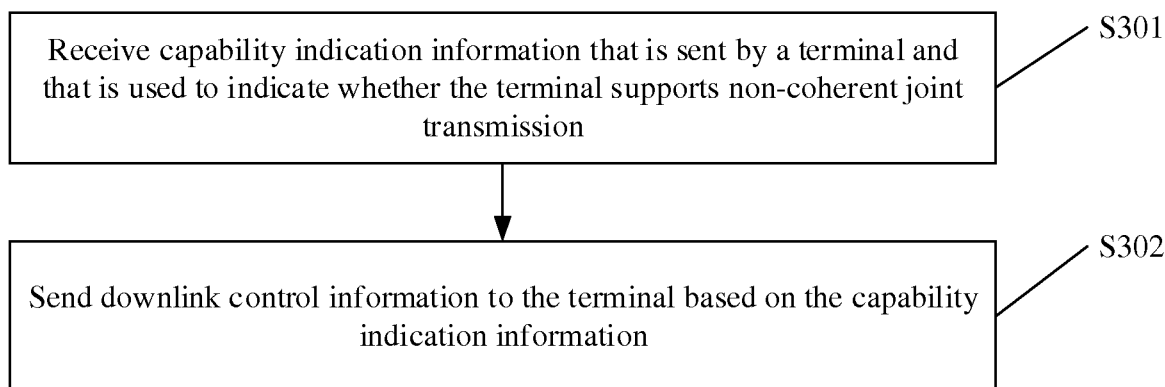 S301
Receive capability indication information that is sent by a terminal and
that is used to indicate whether the terminal supports non-coherent joint
transmission
S302
Send downlink control information to the terminal based on the capability
indication information